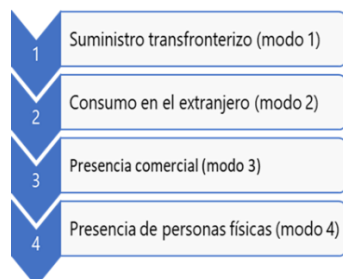 1 Suministro transfronterizo (modo 1)
2 Consumo en el extranjero (modo 2)
3 Presencia comercial (modo 3)
4 Presencia de personas físicas (modo 4)